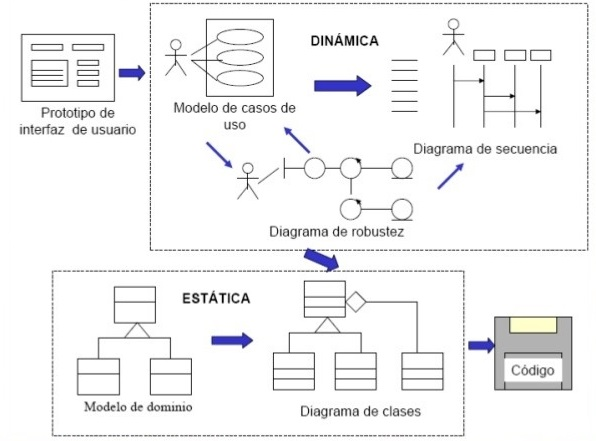 DINÁMICA
Prototipo de
interfaz de usuario
Modelo de casos de
uso
Diagrama de secuencia
Diagrama de robustez
ESTÁTICA
Modelo de dominio
Diagrama de clases
Código